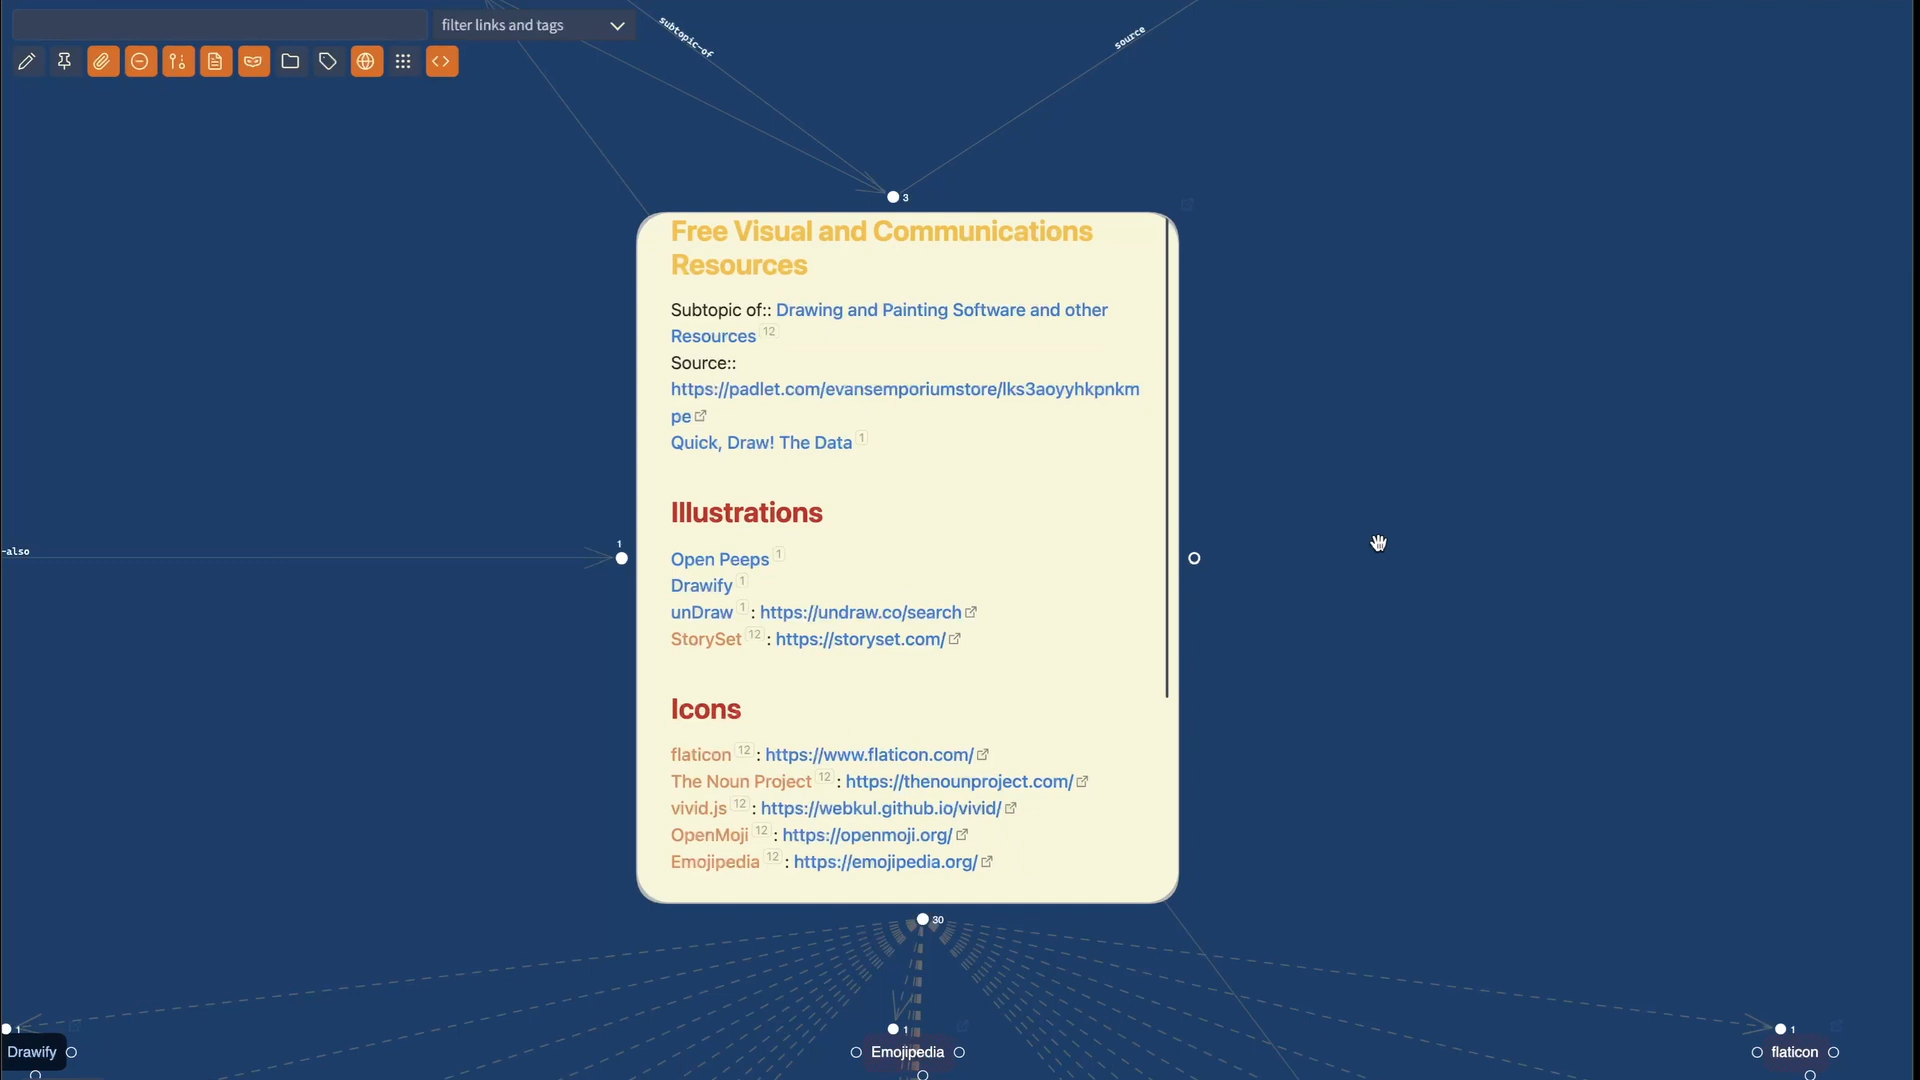 filter links and tags
subtopic-of
source
3
Free Visual and Communications
Resources
Subtopic of:: Drawing and Painting Software and other
Resources 12
Source::
https://padlet.com/evansemporiumstore/lks3aoyyhkpnkm
pe
Quick, Draw! The Data 1
Illustrations
1
-also
Open Peeps 1
Drawify 1
unDraw 1 : https://undraw.co/search
StorySet 12 : https://storyset.com/
Icons
flaticon 12 : https://www.flaticon.com/
The Noun Project 12 : https://thenounproject.com/
vivid.js 12 : https://webkul.github.io/vivid/
OpenMoji 12 : https://openmoji.org/
Emojipedia 12 : https://emojipedia.org/
30
1
1
1
Drawify
Emojipedia
flaticon